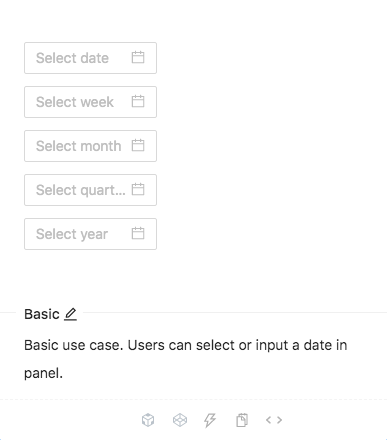 Select date
Select week
Select month
Select quart...
Select year
Basic
Basic use case. Users can select or input a date in
panel.